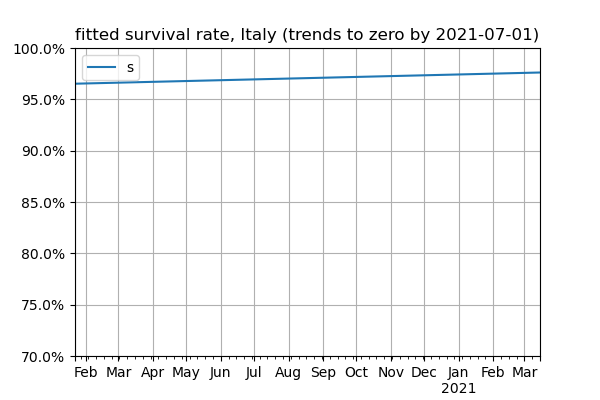 fitted survival rate, Italy (trends to zero by 2021-07-01)
100.0%
s
95.0%
90.0%
85.0%
80.0%
75.0%
70.0%
Feb Mar Apr May Jun Jul Aug Sep Oct Nov Dec Jan Feb Mar
2021